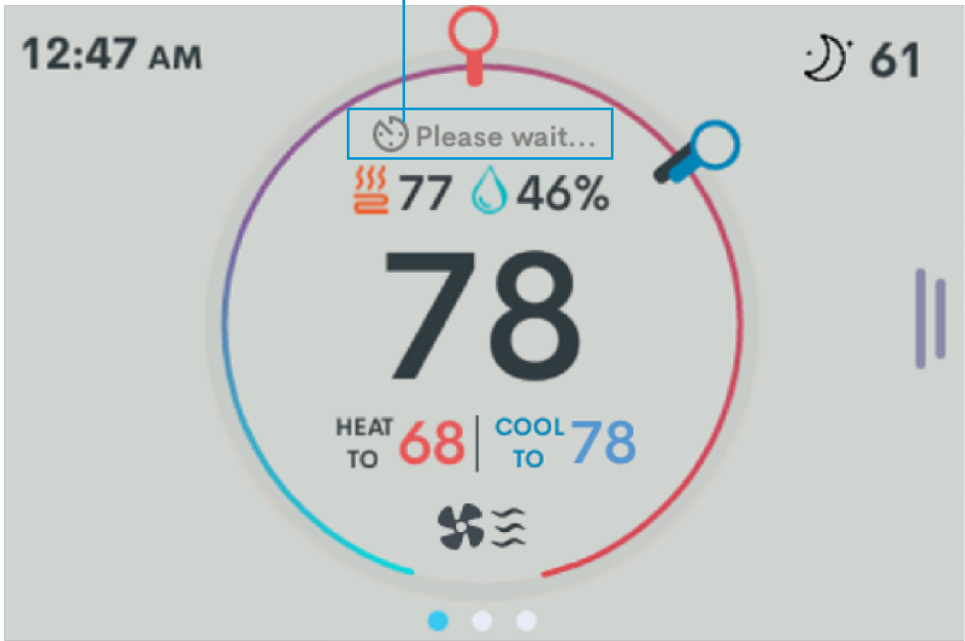 12:47 AM
61
Please wait...
77 46%
78
HEAT TO 68 COOL TO 78